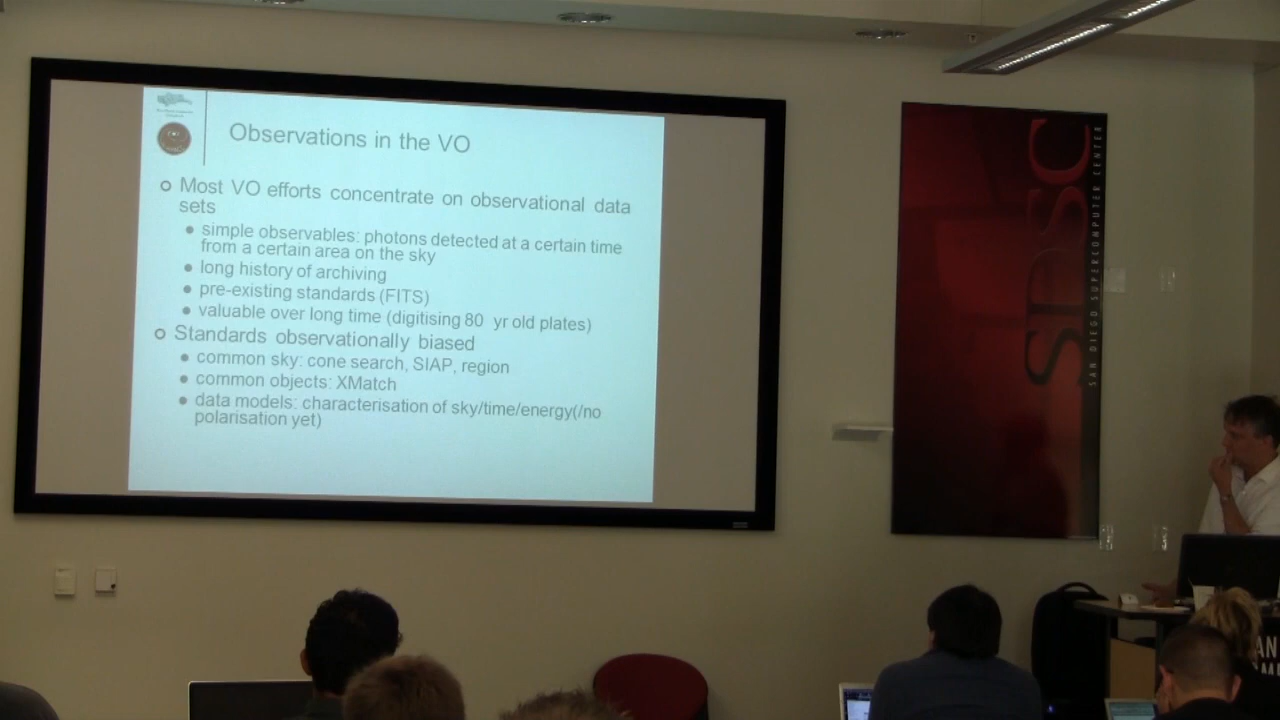 Observations in the VO
Most VO efforts concentrate on observational data
sets
simple observables: photons detected at a certain time
from a certain area on the sky
long history of archiving
pre-existing standards (FITS)
valuable over long time (digitising 80 yr old plates)
Standards observationally biased
common sky: cone search, SIAP, region
common objects: XMatch
data models: characterisation of sky/time/energy(/no
polarisation yet)
SDSC
SAN DIEGO SUPERCOMPUTER CENTER